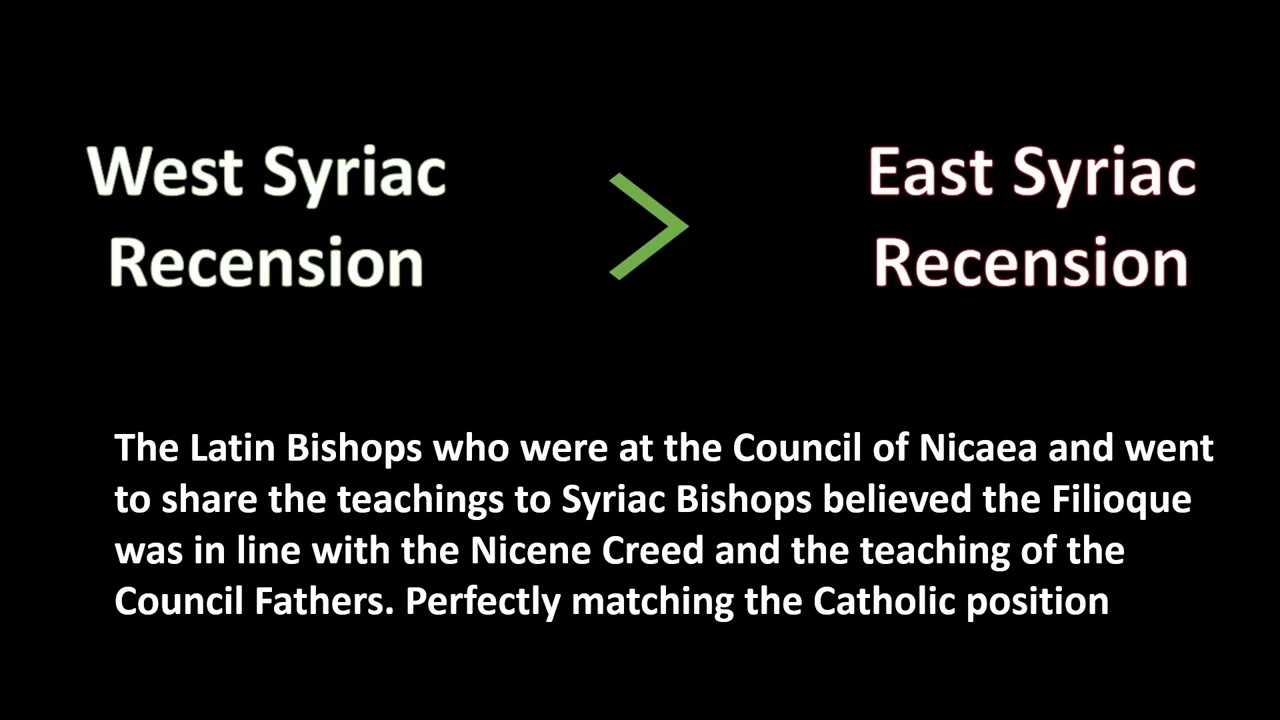 West Syriac
Recension
>
East Syriac
Recension
The Latin Bishops who were at the Council of Nicaea and went
to share the teachings to Syriac Bishops believed the Filioque
was in line with the Nicene Creed and the teaching of the
Council Fathers. Perfectly matching the Catholic position